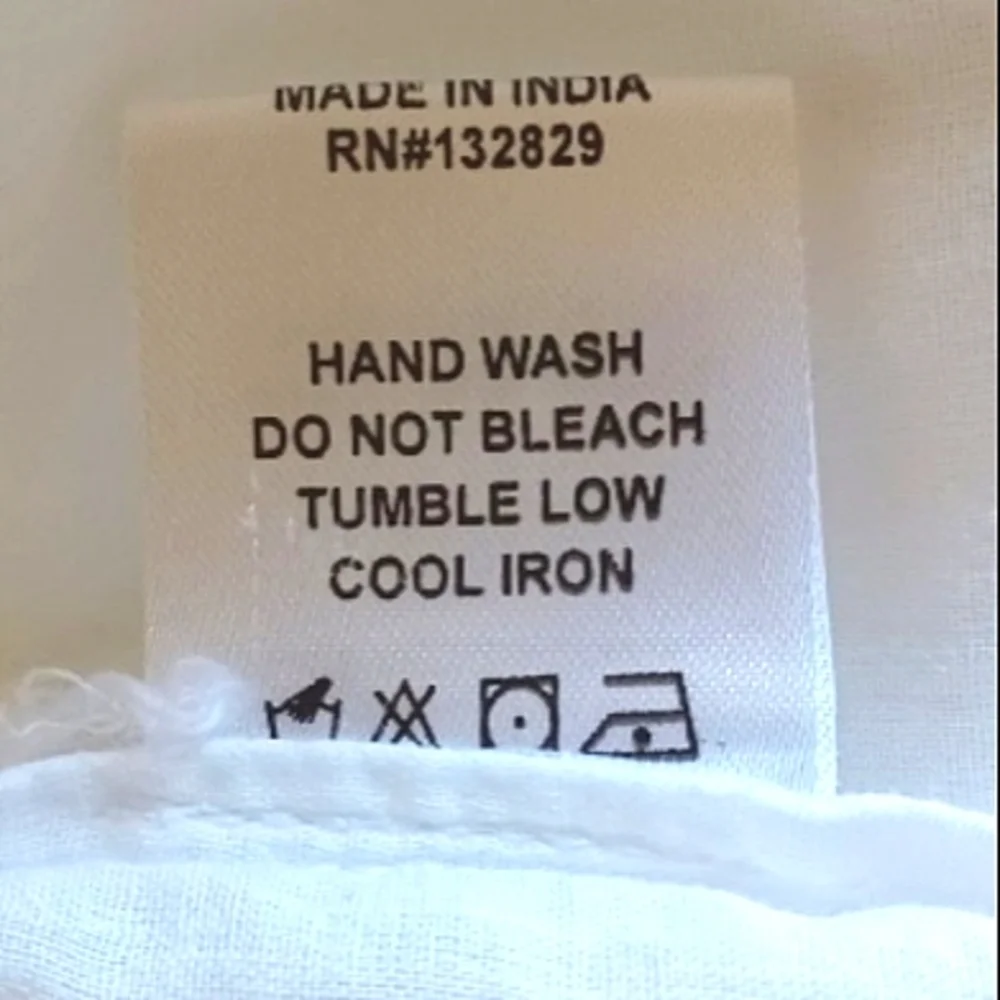 MADE IN INDIA
RN#132829
HAND WASH
DO NOT BLEACH
TUMBLE LOW
COOL IRON